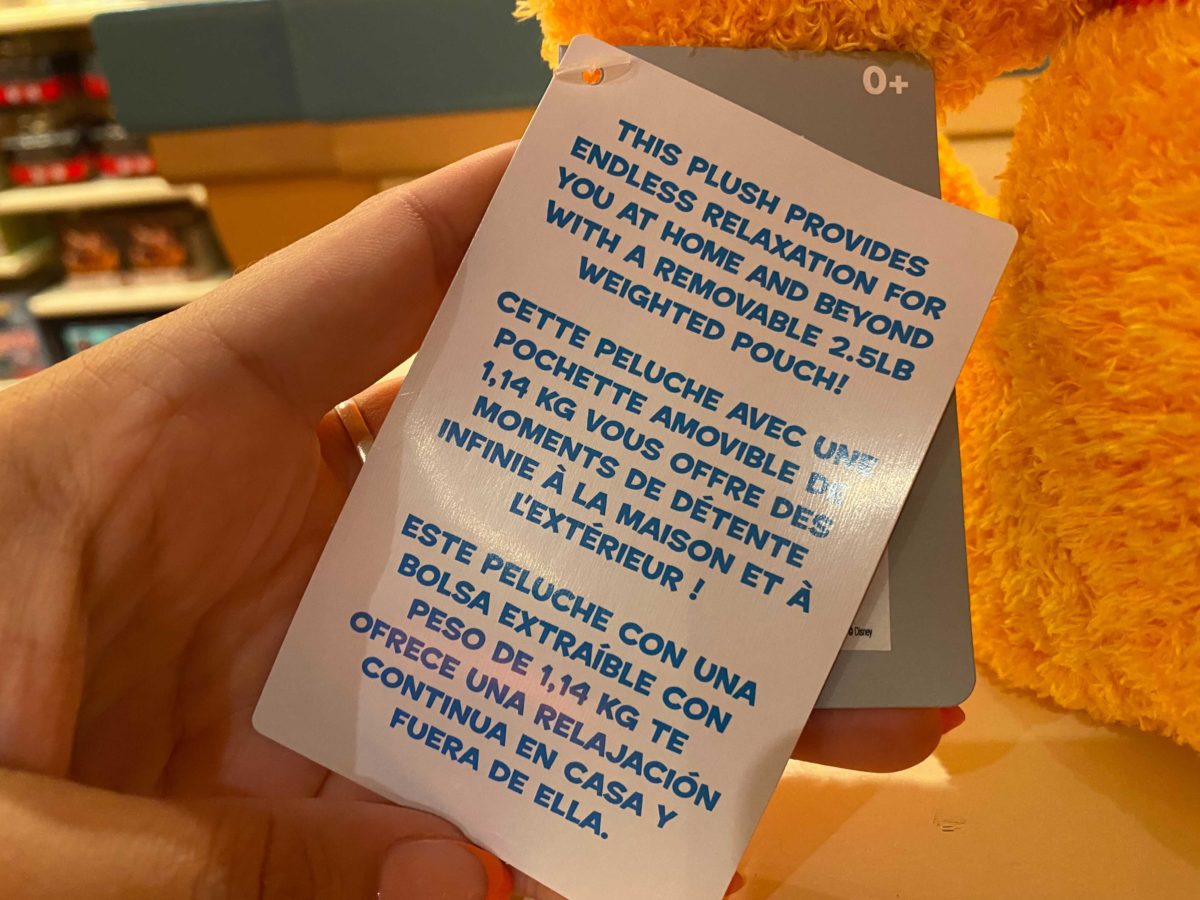 0+
THIS PLUSH PROVIDES
ENDLESS RELAXATION FOR
YOU AT HOME AND BEYOND
WITH A REMOVABLE 2.5LB
WEIGHTED POUCH!
CETTE PELUCHE AVEC UNE
POCHETTE AMOVIBLE DE
1,14 KG VOUS OFFRE DES
MOMENTS DE DÉTENTE
INFINIE À LA MAISON ET À
L'EXTÉRIEUR !
ESTE PELUCHE CON UNA
BOLSA EXTRAÍBLE CON
PESO DE 1,14 KG TE
OFRECE UNA RELAJACIÓN
CONTINUA EN CASA Y
FUERA DE ELLA.
© Disney